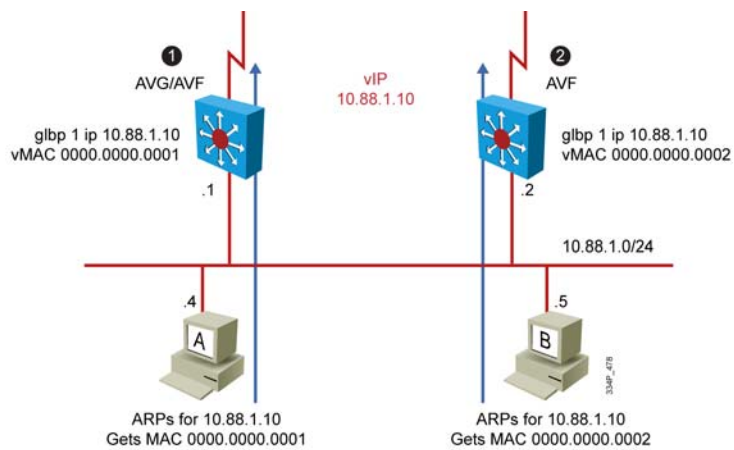 1
AVG/AVF
glbp 1 ip 10.88.1.10
vMAC 0000.0000.0001
.1
vIP
10.88.1.10
2
AVF
glbp 1 ip 10.88.1.10
vMAC 0000.0000.0002
.2
10.88.1.0/24
.4
A
ARPs for 10.88.1.10
Gets MAC 0000.0000.0001
.5
B
334P_478
ARPs for 10.88.1.10
Gets MAC 0000.0000.0002